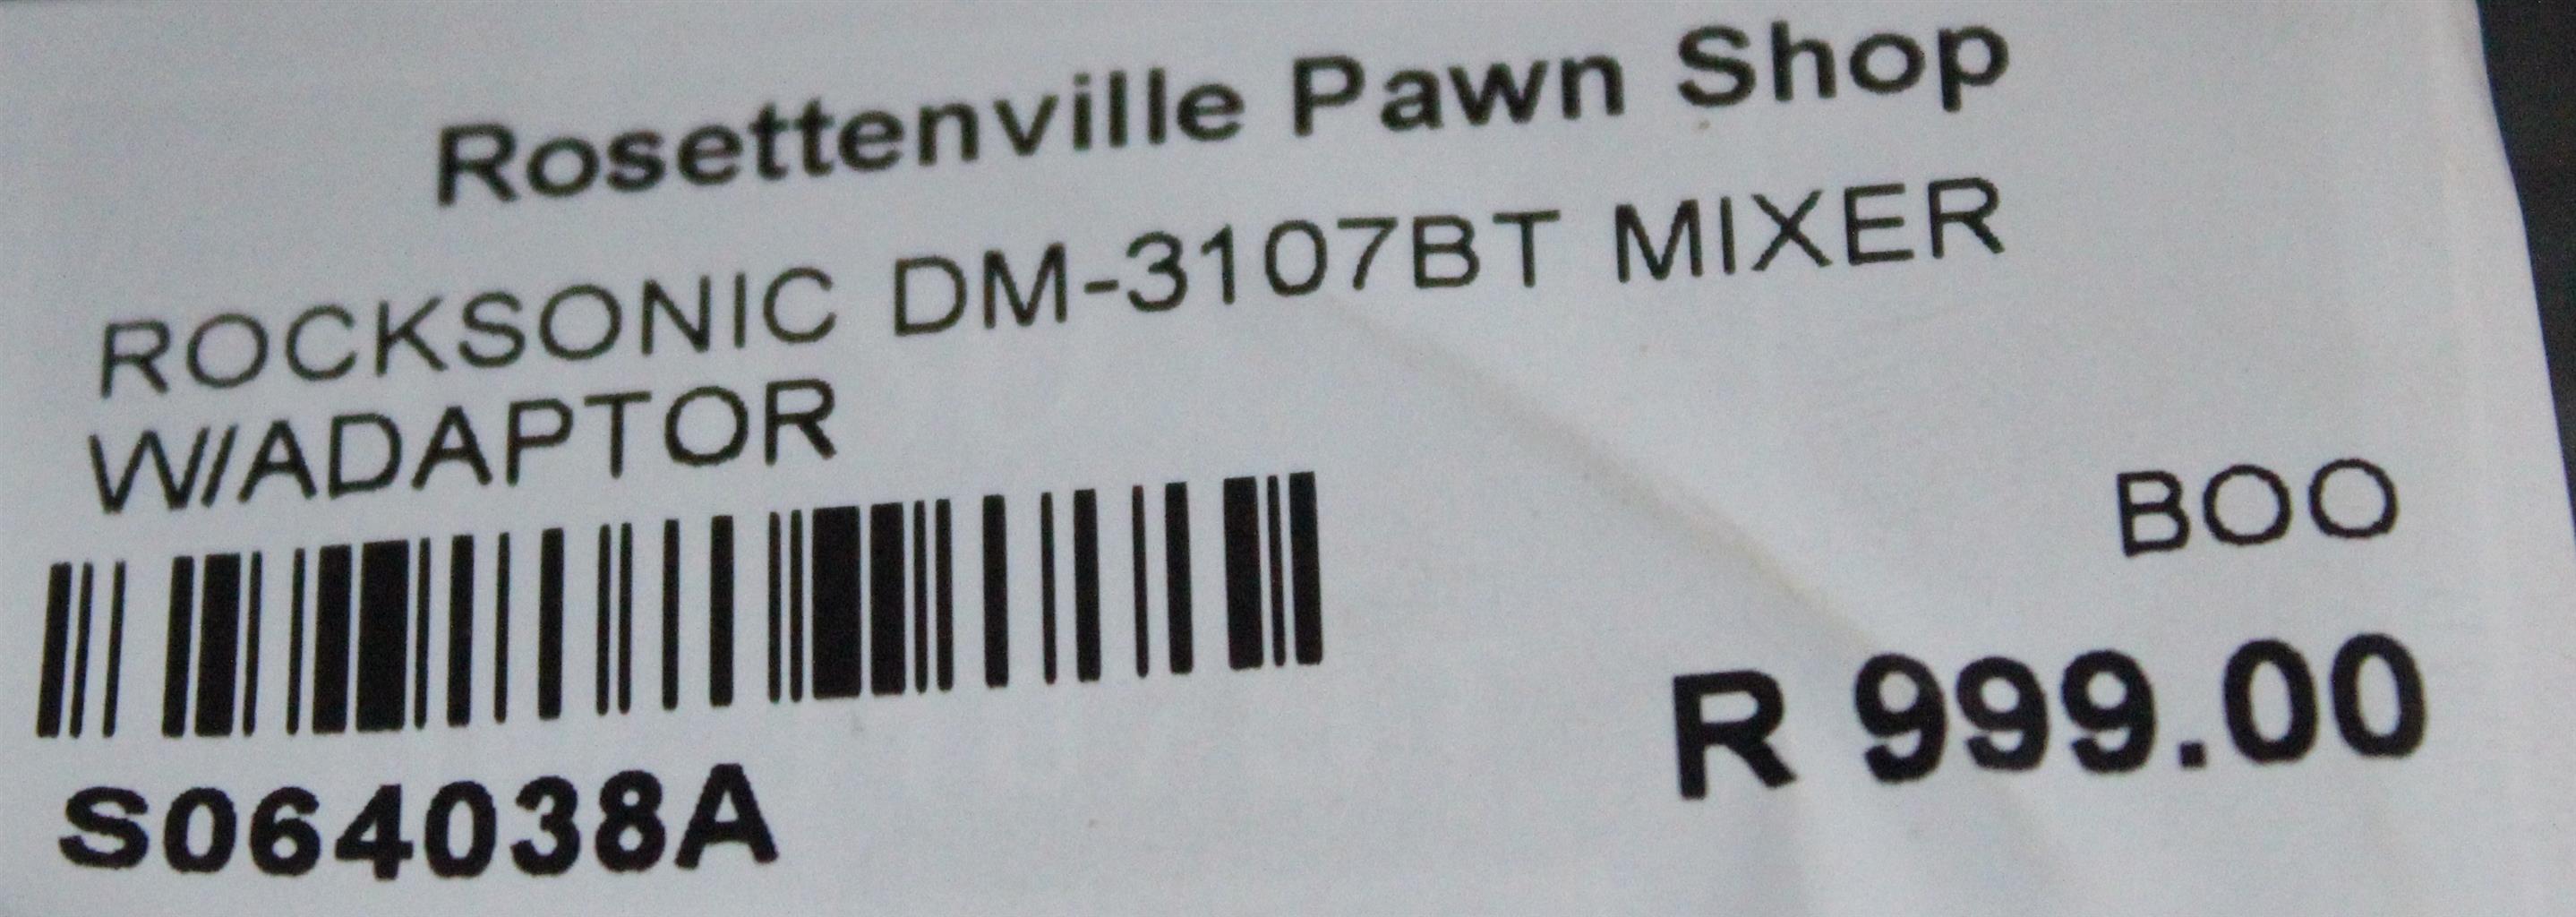 Rosettenville Pawn Shop
ROCKSONIC DM-3107BT MIXER
W/ADAPTOR
BOO
R 999.00
S064038A